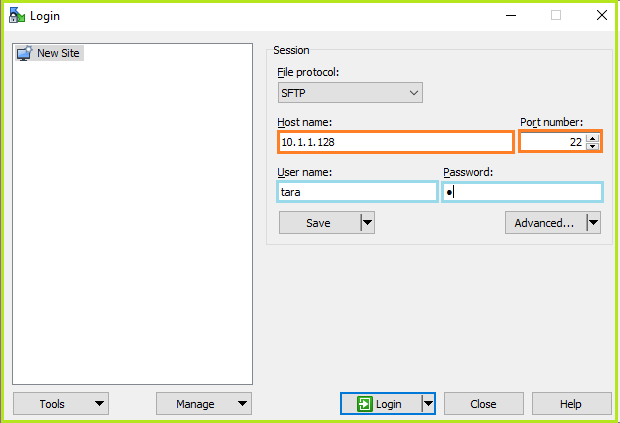 Login
New Site
Session
File protocol:
SFTP
Host name:
Port number:
10.1.1.128
22
User name:
Password:
tara
●
Save
Advanced...
Tools
Manage
Login
Close
Help